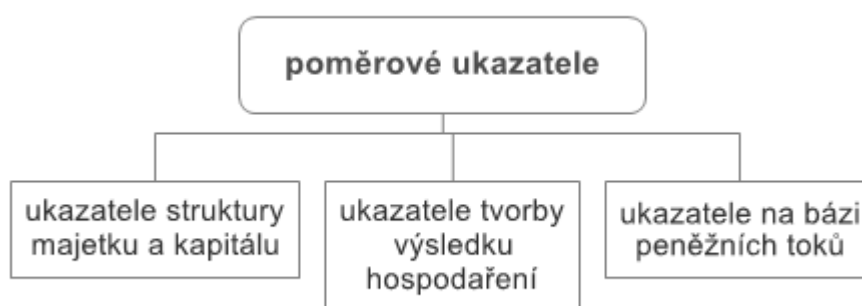 poměrové ukazatele
ukazatele struktury
majetku a kapitálu
ukazatele tvorby
výsledku
hospodaření
ukazatele na bázi
peněžních toků